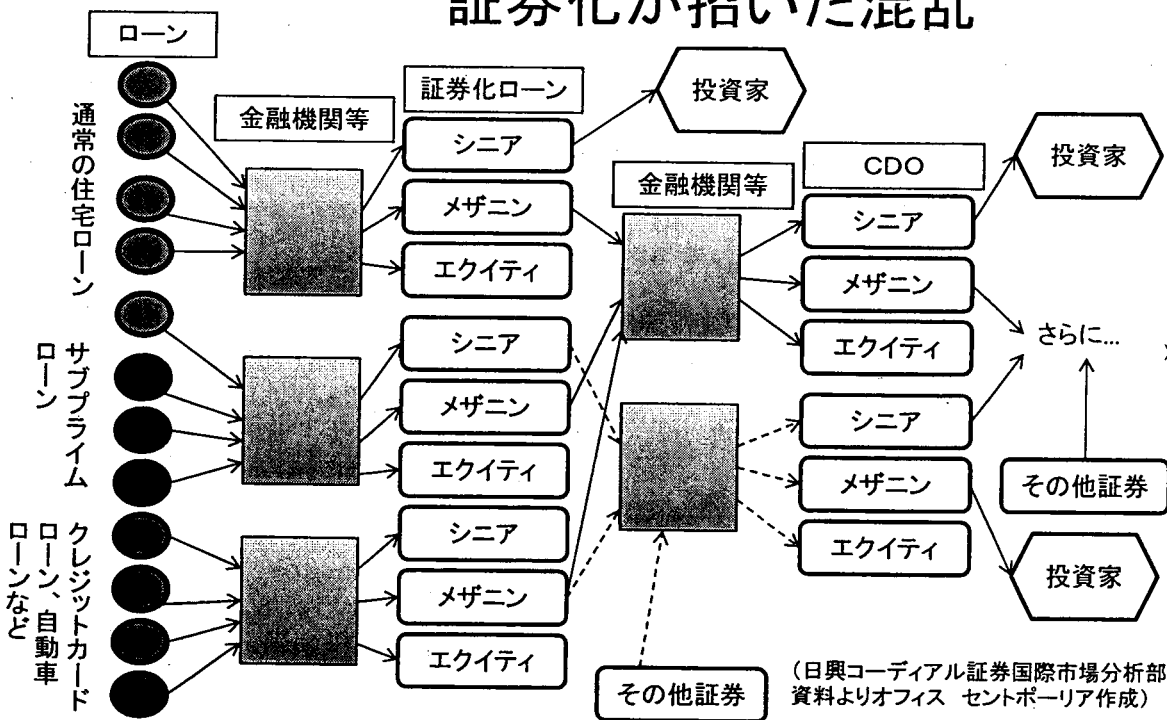 証券化が招いた混乱
ローン
通常の住宅ローン
サブプライム
ローン
クレジットカード
ローン、自動車
ローンなど
金融機関等
証券化ローン
シニア
メザニン
エクイティ
シニア
メザニン
エクイティ
シニア
メザニン
エクイティ
投資家
金融機関等
その他証券
CDO
シニア
メザニン
エクイティ
シニア
メザニン
エクイティ
投資家
さらに...
その他証券
投資家
(日興コーディアル証券国際市場分析部
資料よりオフィス セントポーリア作成)